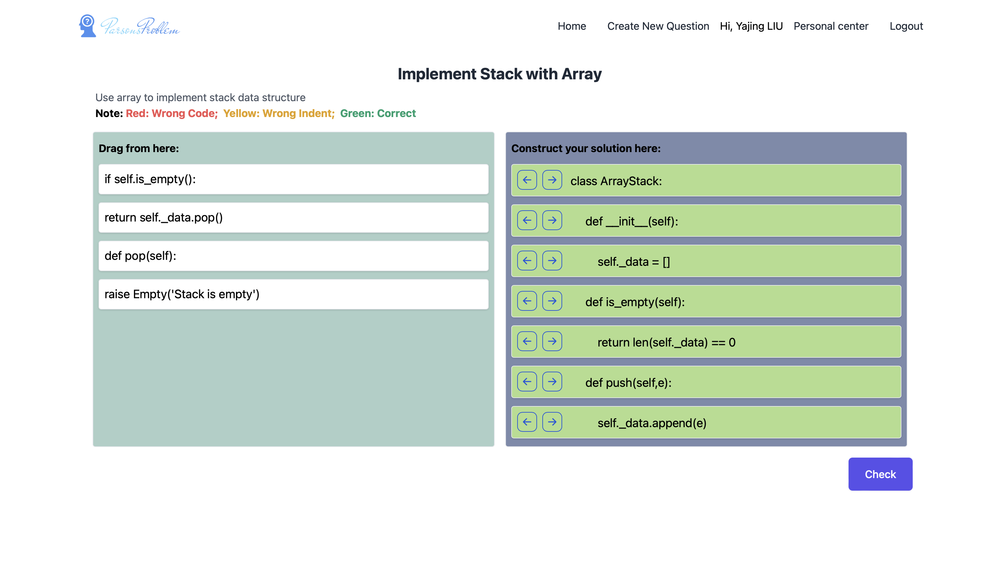 ParsonsProblem
Home Create New Question Hi, Yajing LIU Personal center Logout
Implement Stack with Array
Use array to implement stack data structure
Note: Red: Wrong Code; Yellow: Wrong Indent; Green: Correct
Drag from here:
if self.is_empty():
return self._data.pop()
def pop(self):
raise Empty('Stack is empty')
Construct your solution here:
class ArrayStack:
def __init__(self):
self._data = []
def is_empty(self):
return len(self._data) == 0
def push(self,e):
self._data.append(e)
Check